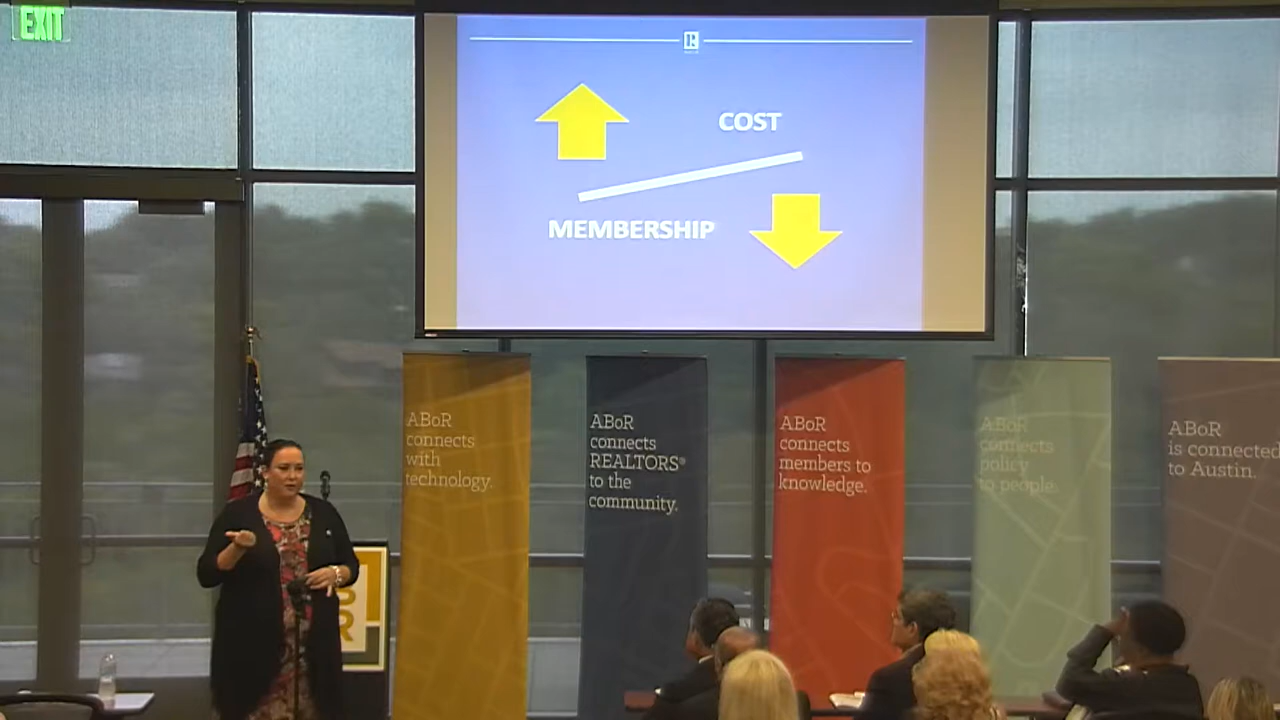 EXIT
COST
MEMBERSHIP
ABoR
connects
with
technology.
ABoR
connects
REALTORS®
to the
community.
ABoR
connects
members to
knowledge.
ABoR
connects
policy
to people.
ABoR
is connected
to Austin.
B
R